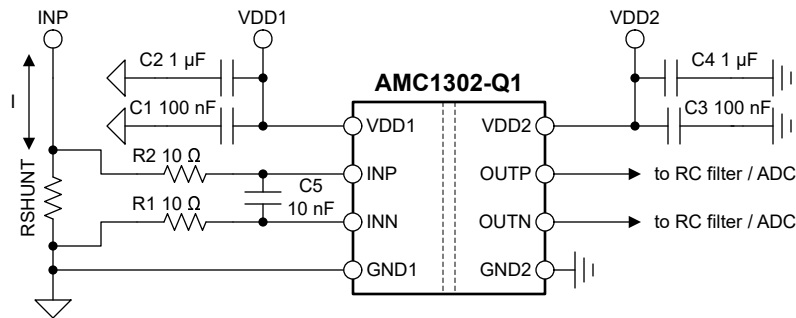 INP
VDD1
VDD2
C2 1 µF
C4 1 µF
AMC1302-Q1
I
C1 100 nF
C3 100 nF
VDD1
VDD2
R2 10 Ω
INP
OUTP
to RC filter / ADC
RSHUNT
C5
10 nF
R1 10 Ω
INN
OUTN
to RC filter / ADC
GND1
GND2